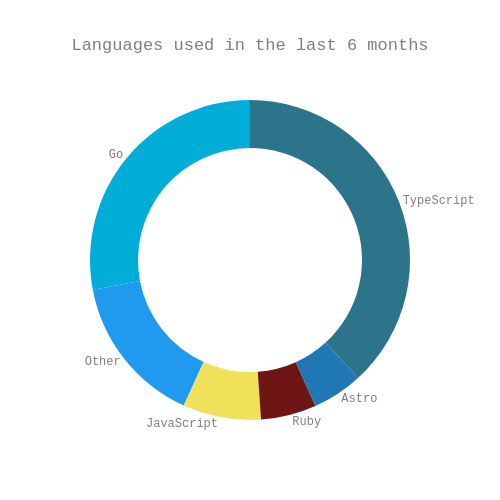 Languages used in the last 6 months
Go
TypeScript
Other
Astro
JavaScript
Ruby